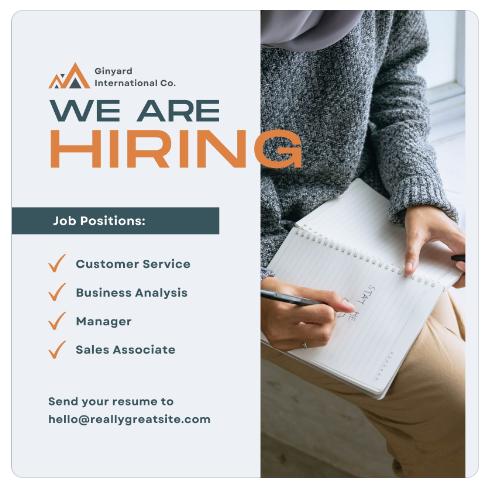 Ginyard
International Co.
WE ARE
HIRING
Job Positions:
Customer Service
Business Analysis
Manager
Sales Associate
Send your resume to
hello@reallygreatsite.com